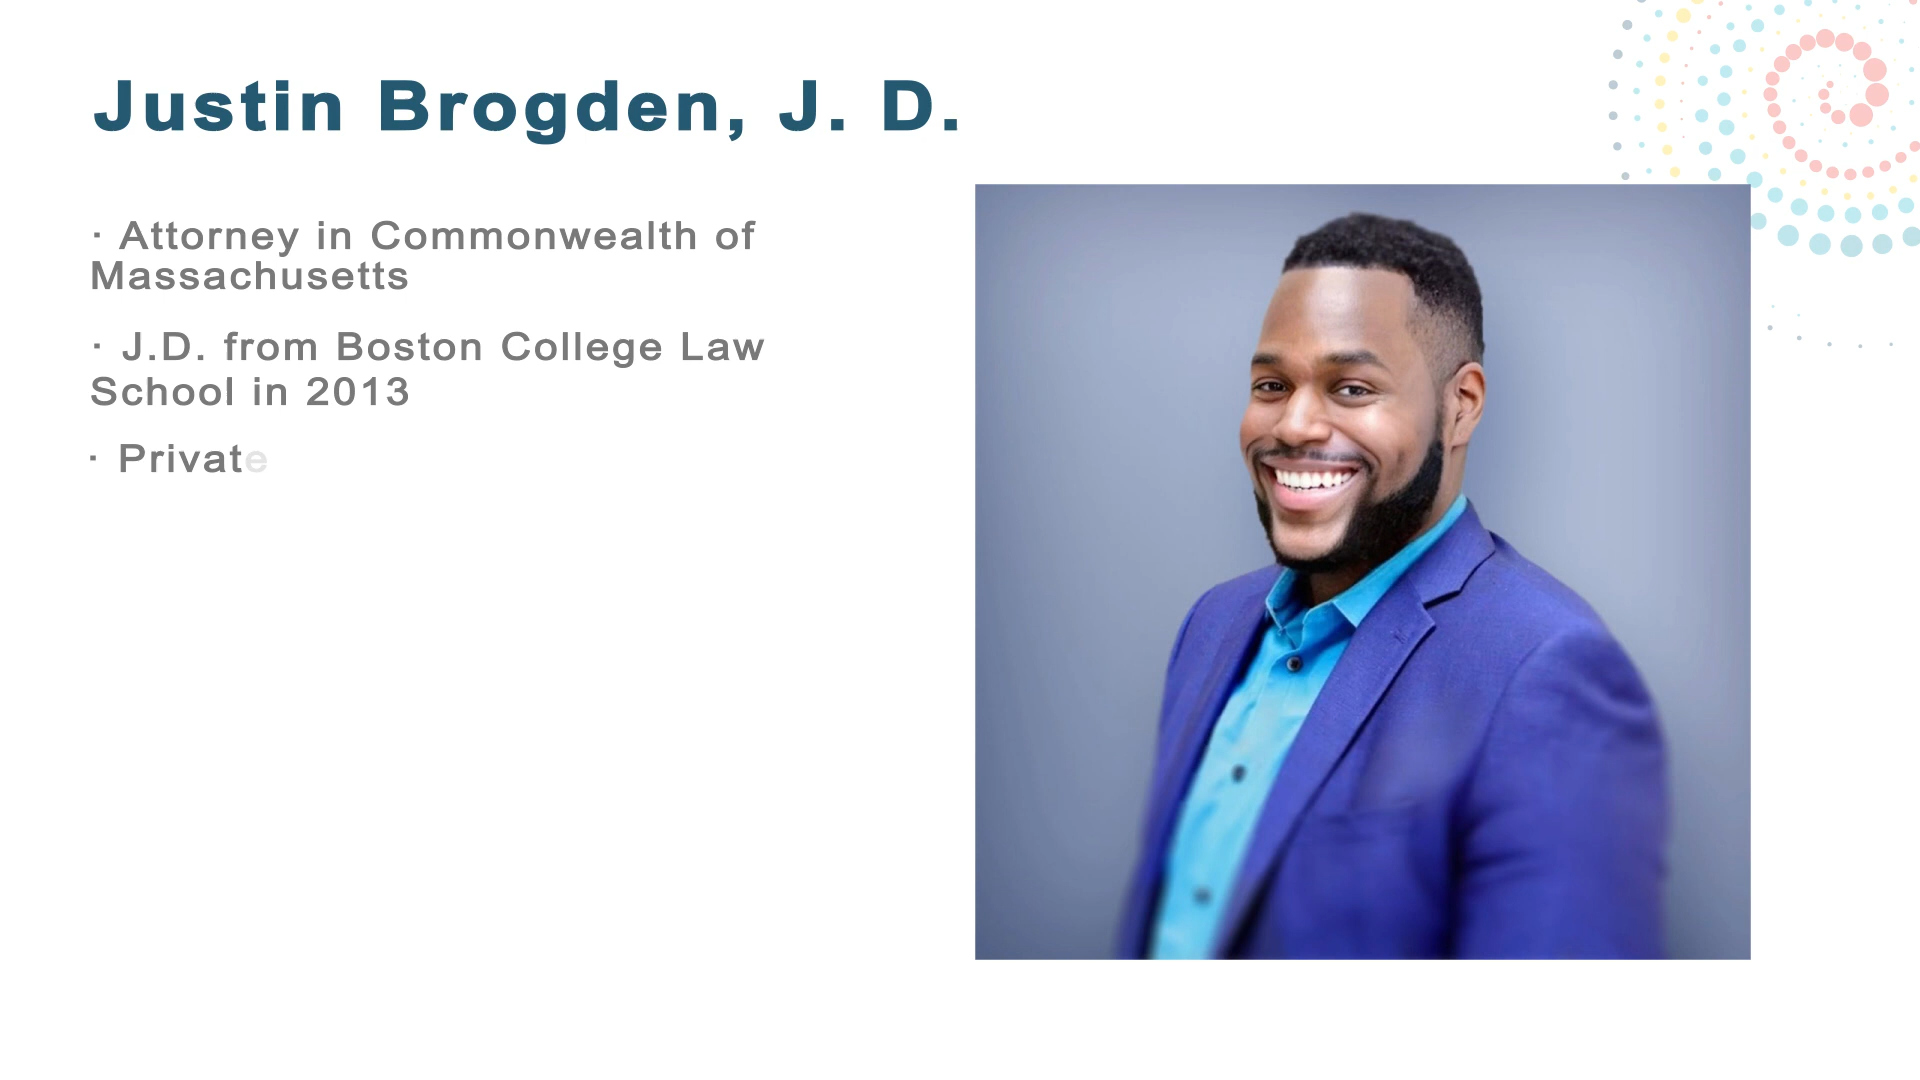 Justin Brogden, J. D.
· Attorney in Commonwealth of
Massachusetts
· J.D. from Boston College Law
School in 2013
· Private